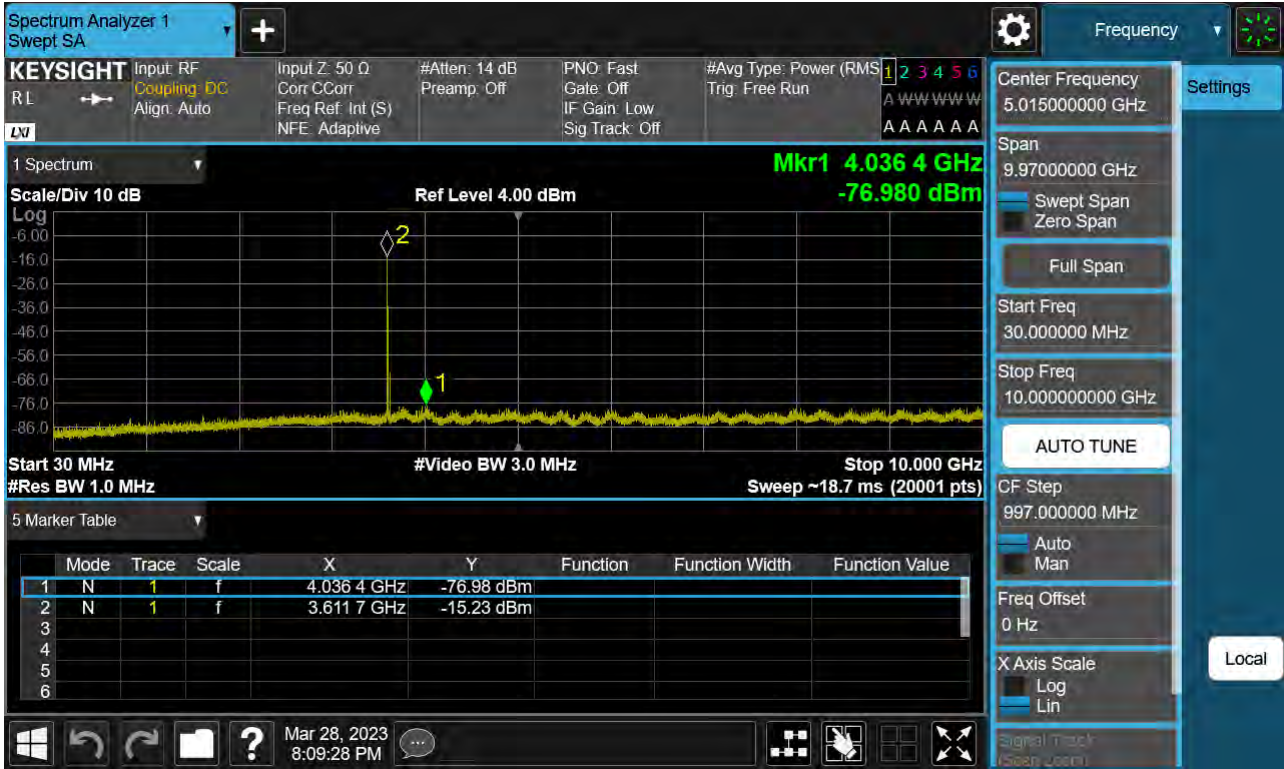 Spectrum Analyzer 1
Swept SA
+
Frequency
KEYSIGHT
R L
LXI
Input: RF
Coupling: DC
Align: Auto
Input Z: 50 Ω
Corr CCorr
Freq Ref: Int (S)
NFE: Adaptive
#Atten: 14 dB
Preamp: Off
PNO: Fast
Gate: Off
IF Gain: Low
Sig Track: Off
#Avg Type: Power (RMS
Trig: Free Run
1 2 3 4 5 6
A W W W W W
A A A A A A
1 Spectrum
Scale/Div 10 dB
Ref Level 4.00 dBm
Mkr1 4.036 4 GHz
-76.980 dBm
Log
-6.00
-16.0
-26.0
-36.0
-46.0
-56.0
-66.0
-76.0
-86.0
2
1
Start 30 MHz
#Video BW 3.0 MHz
Stop 10.000 GHz
#Res BW 1.0 MHz
Sweep ~18.7 ms (20001 pts)
5 Marker Table
Mode Trace Scale X Y Function Function Width Function Value
1 N 1 f 4.036 4 GHz -76.98 dBm
2 N 1 f 3.611 7 GHz -15.23 dBm
3
4
5
6
?
Mar 28, 2023
8:09:28 PM
Center Frequency
5.015000000 GHz
Settings
Span
9.97000000 GHz
Swept Span
Zero Span
Full Span
Start Freq
30.000000 MHz
Stop Freq
10.000000000 GHz
AUTO TUNE
CF Step
997.000000 MHz
Auto
Man
Freq Offset
0 Hz
X Axis Scale
Log
Lin
Local
Signal Track
(Span Zoom)